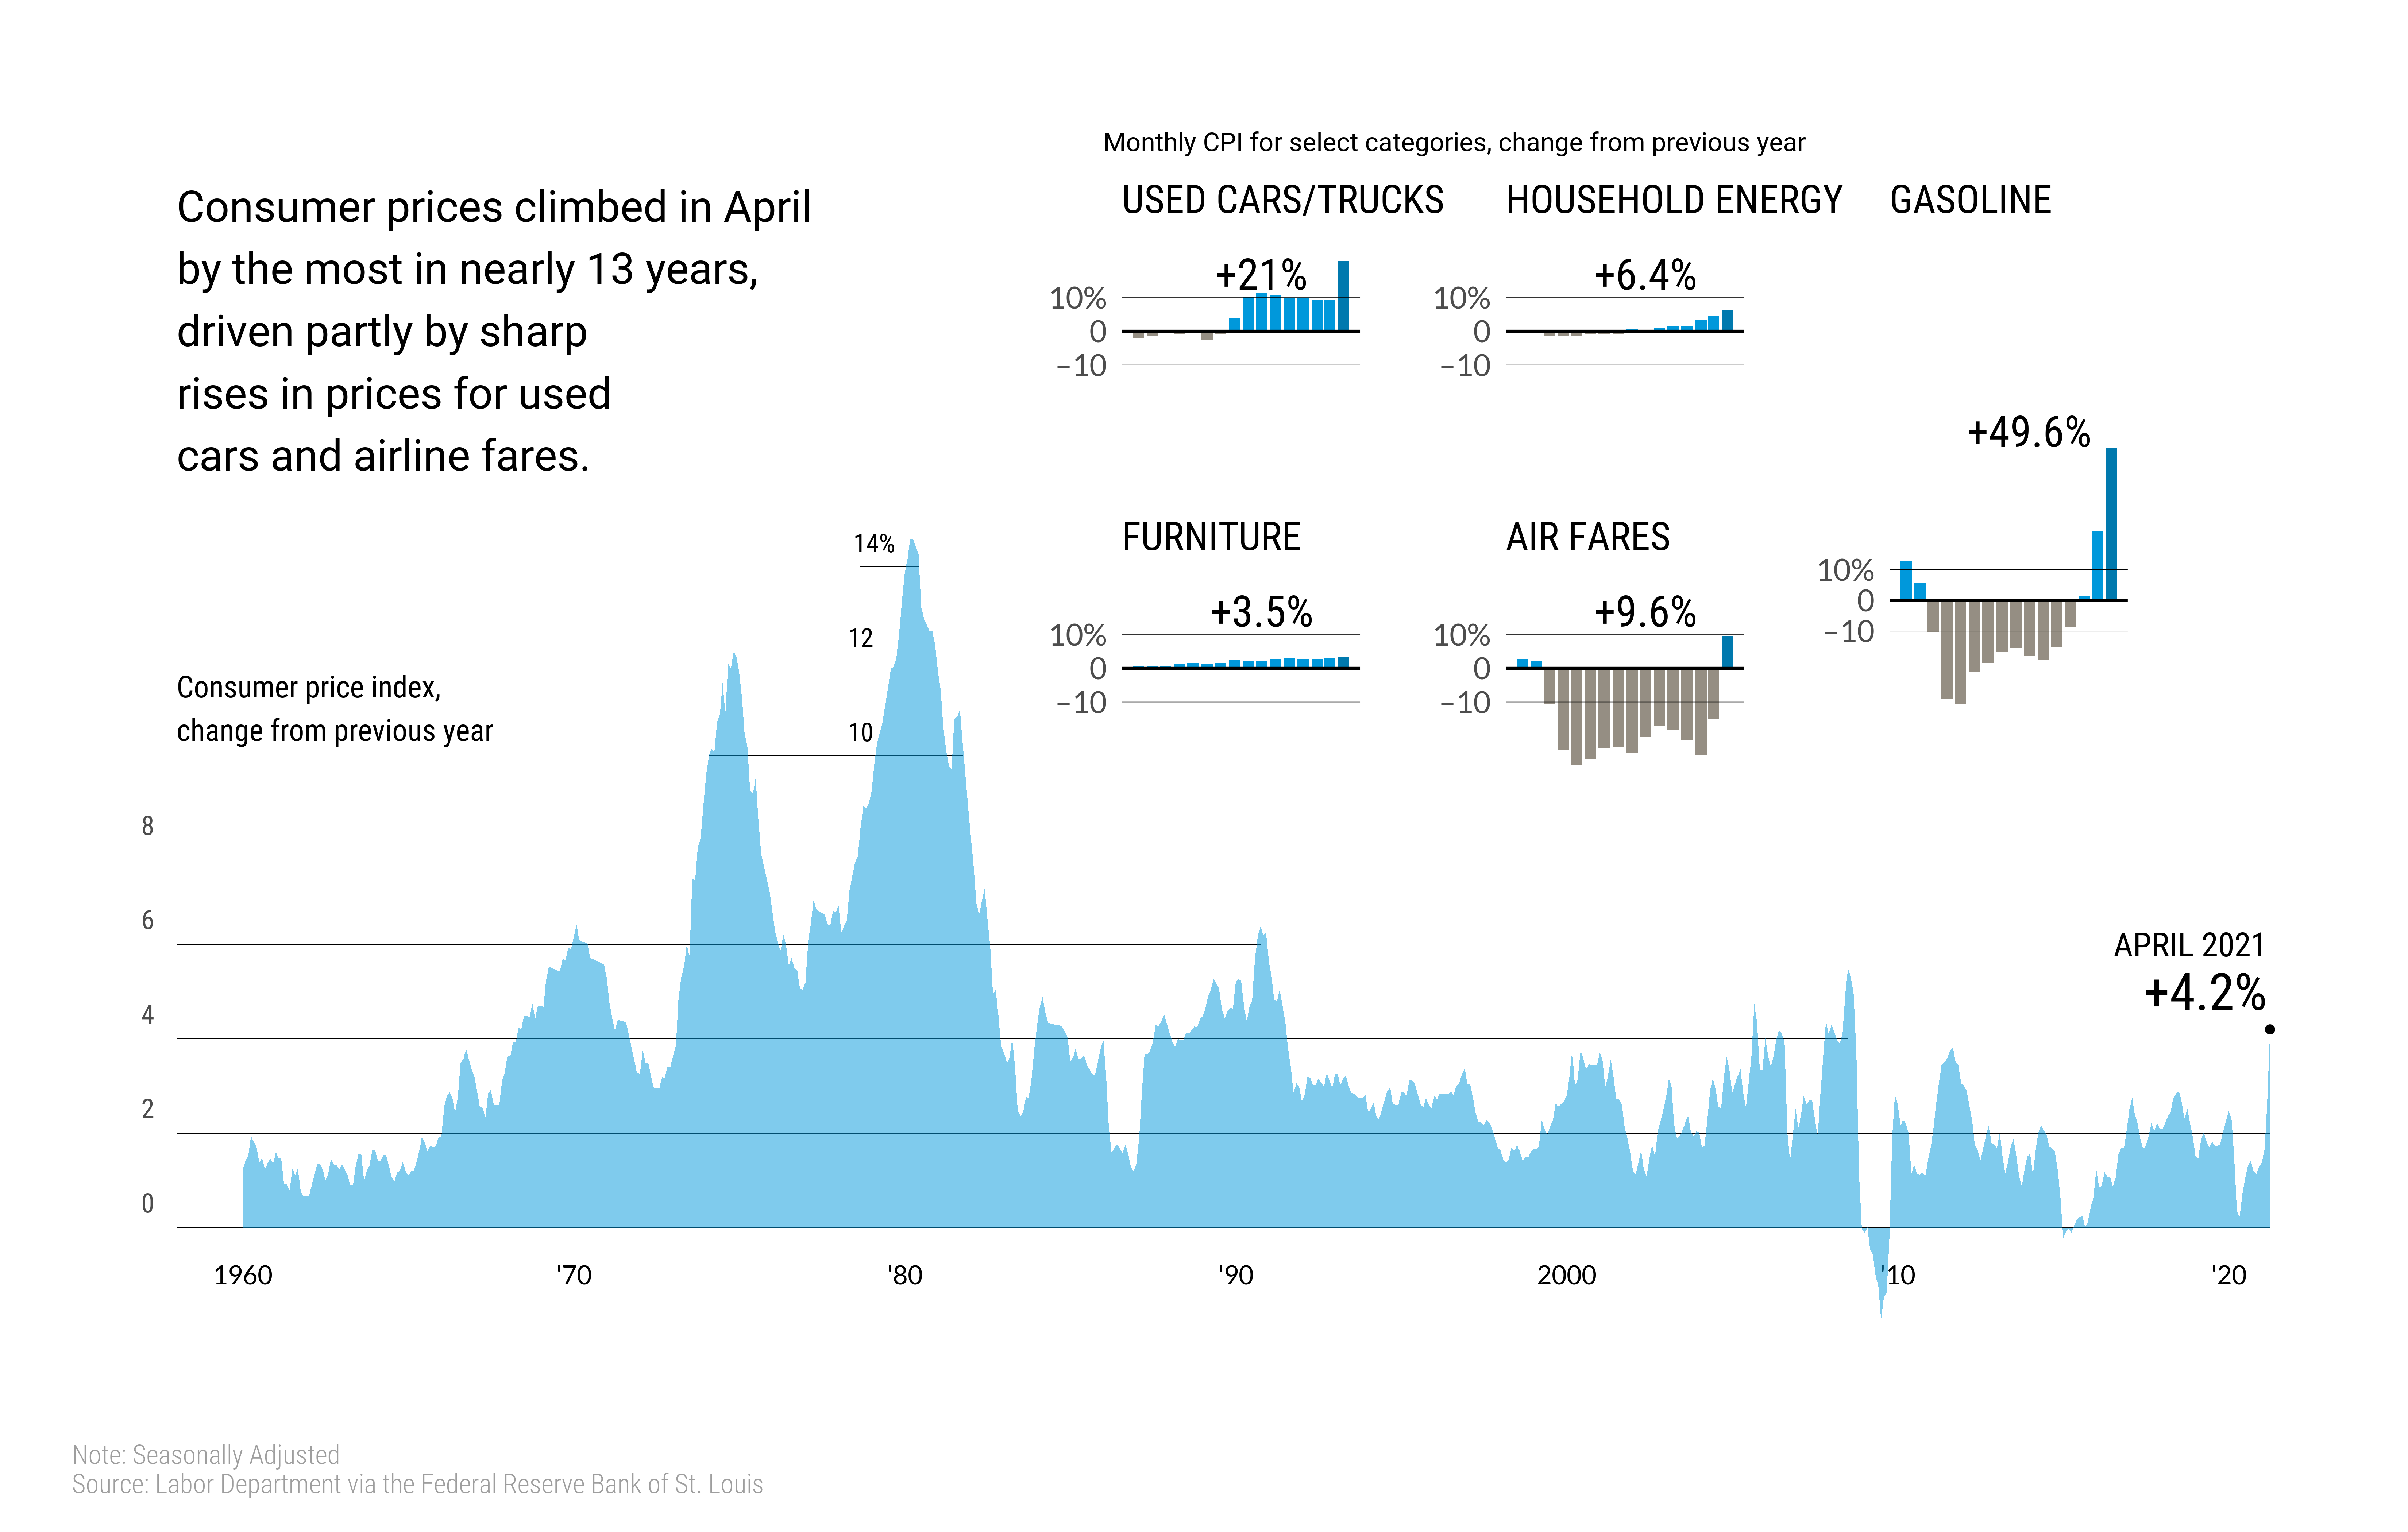 Monthly CPI for select categories, change from previous year
Consumer prices climbed in April
by the most in nearly 13 years,
driven partly by sharp
rises in prices for used
cars and airline fares.
USED CARS/TRUCKS
+21%
10%
0
–10
HOUSEHOLD ENERGY
+6.4%
10%
0
–10
GASOLINE
+49.6%
10%
0
–10
FURNITURE
+3.5%
10%
0
–10
AIR FARES
+9.6%
10%
0
–10
Consumer price index,
change from previous year
14%
12
10
8
6
4
2
0
APRIL 2021
+4.2%
1960 '70 '80 '90 2000 '10 '20
Note: Seasonally Adjusted
Source: Labor Department via the Federal Reserve Bank of St. Louis